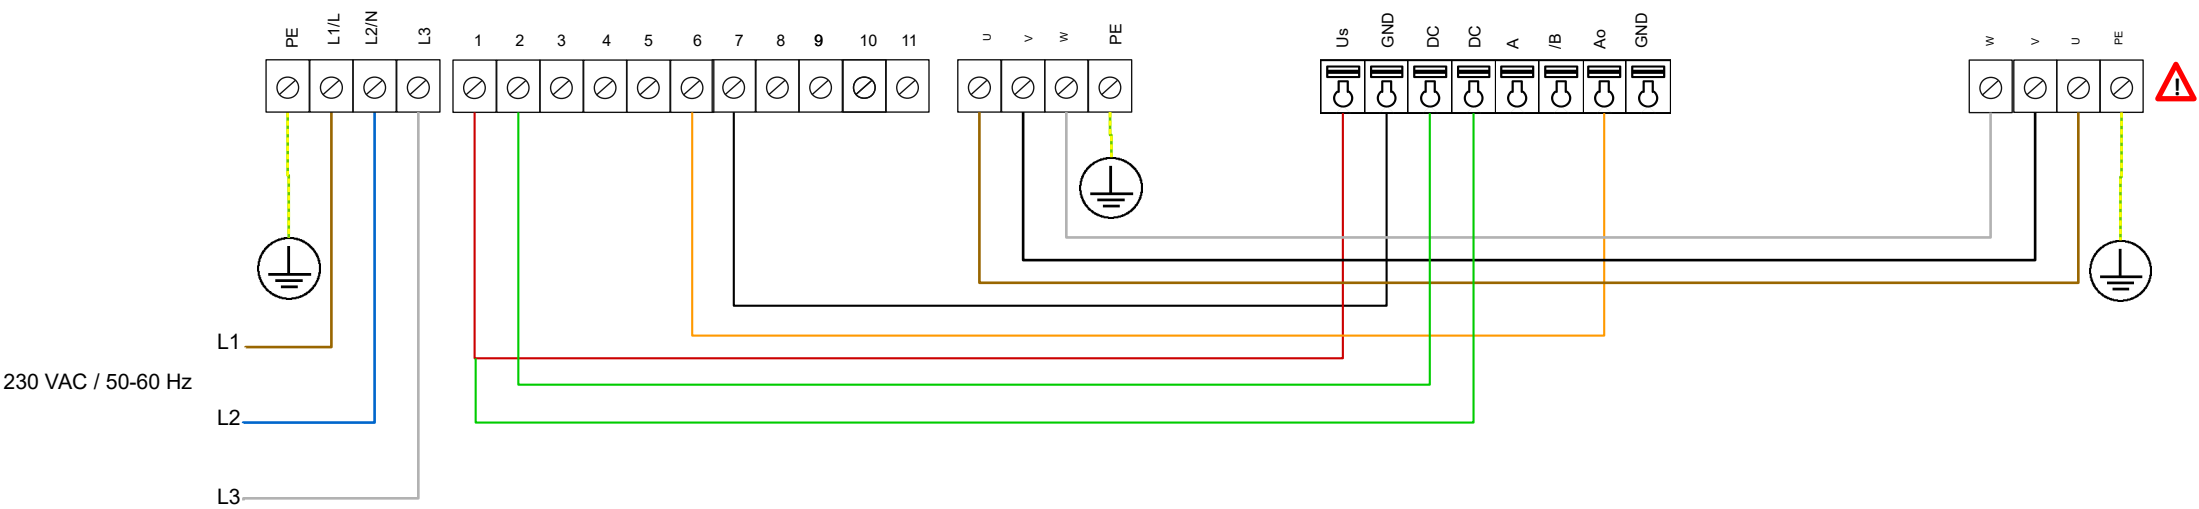 PE L1/L L2/N L3 1 2 3 4 5 6 7 8 9 10 11 U V W PE Us GND DC DC A /B Ao GND W V U PE
!
L1
230 VAC / 50-60 Hz
L2
L3